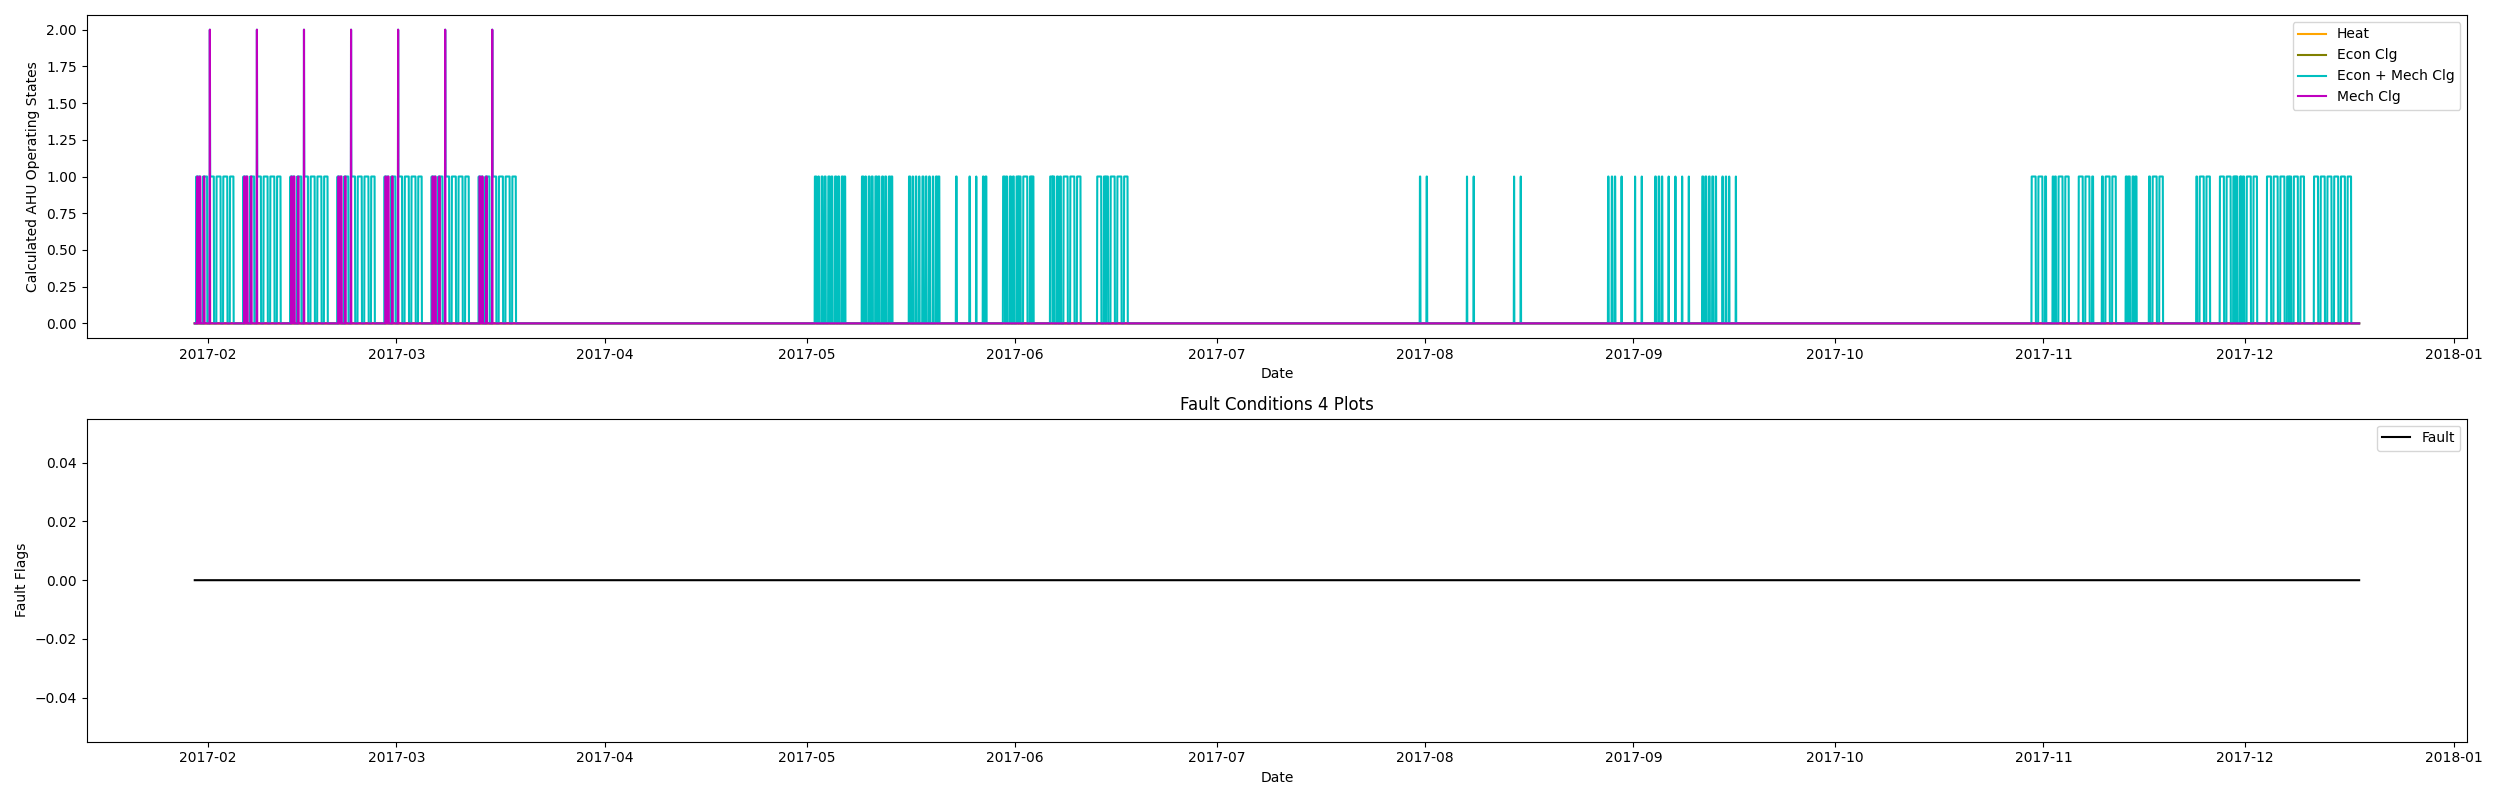 Calculated AHU Operating States
2.00
1.75
1.50
1.25
1.00
0.75
0.50
0.25
0.00
Heat
Econ Clg
Econ + Mech Clg
Mech Clg
2017-02 2017-03 2017-04 2017-05 2017-06 2017-07 2017-08 2017-09 2017-10 2017-11 2017-12 2018-01
Date
Fault Conditions 4 Plots
Fault Flags
0.04
0.02
0.00
−0.02
−0.04
Fault
2017-02 2017-03 2017-04 2017-05 2017-06 2017-07 2017-08 2017-09 2017-10 2017-11 2017-12 2018-01
Date